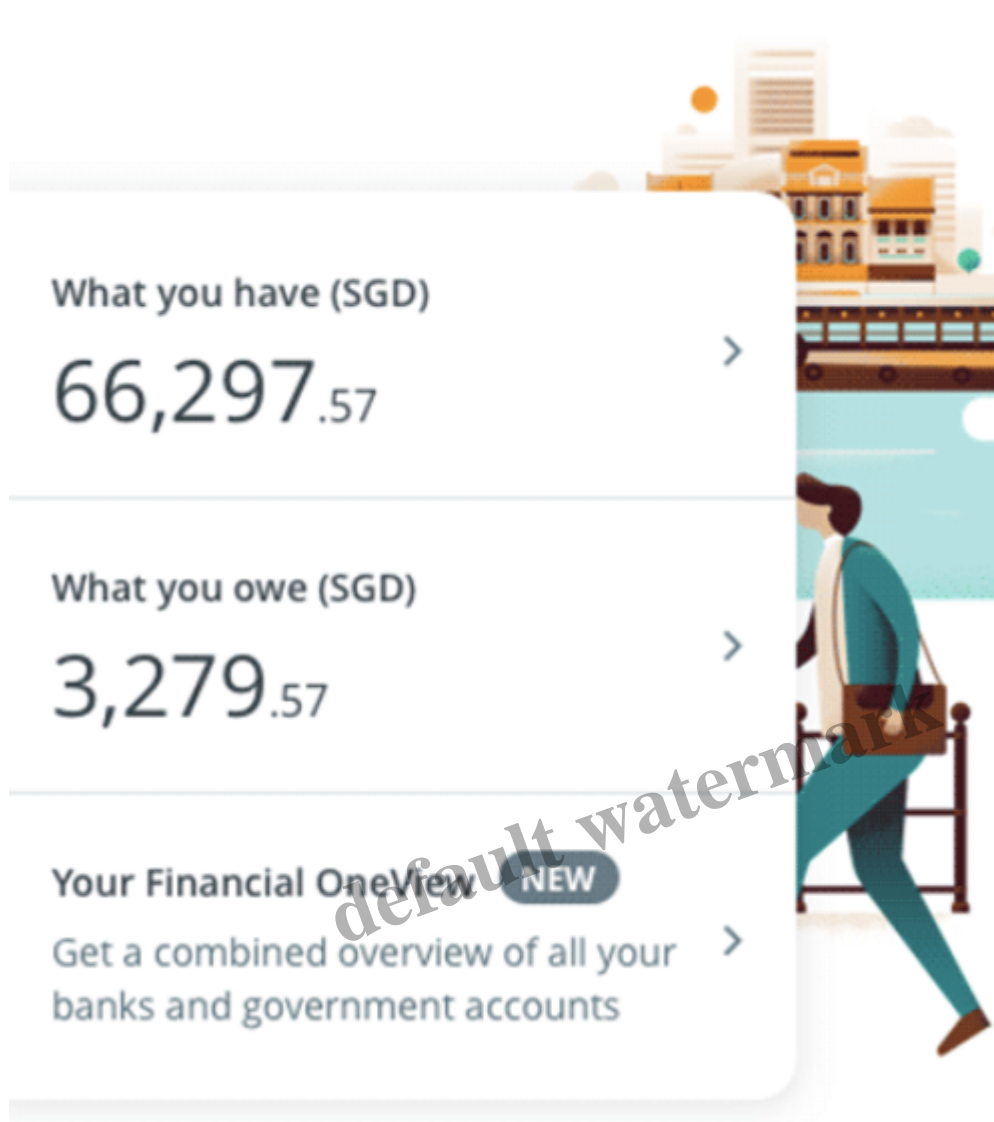 What you have (SGD)
66,297.57
What you owe (SGD)
3,279.57
Your Financial OneView NEW
Get a combined overview of all your
banks and government accounts
default watermark